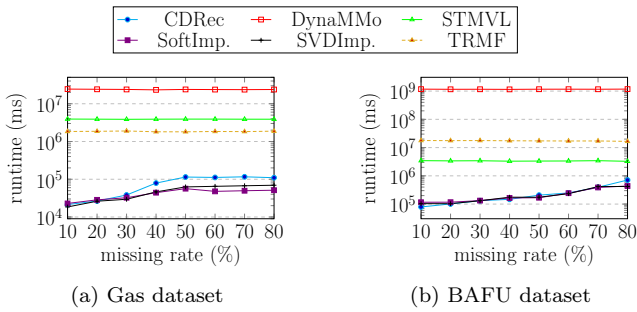 CDRec DynaMMo STMVL
SoftImp. SVDImp. TRMF
10^7
10^6
10^5
10^4
runtime (ms)
10 20 30 40 50 60 70 80
missing rate (%)
(a) Gas dataset
10^9
10^8
10^7
10^6
10^5
runtime (ms)
10 20 30 40 50 60 70 80
missing rate (%)
(b) BAFU dataset